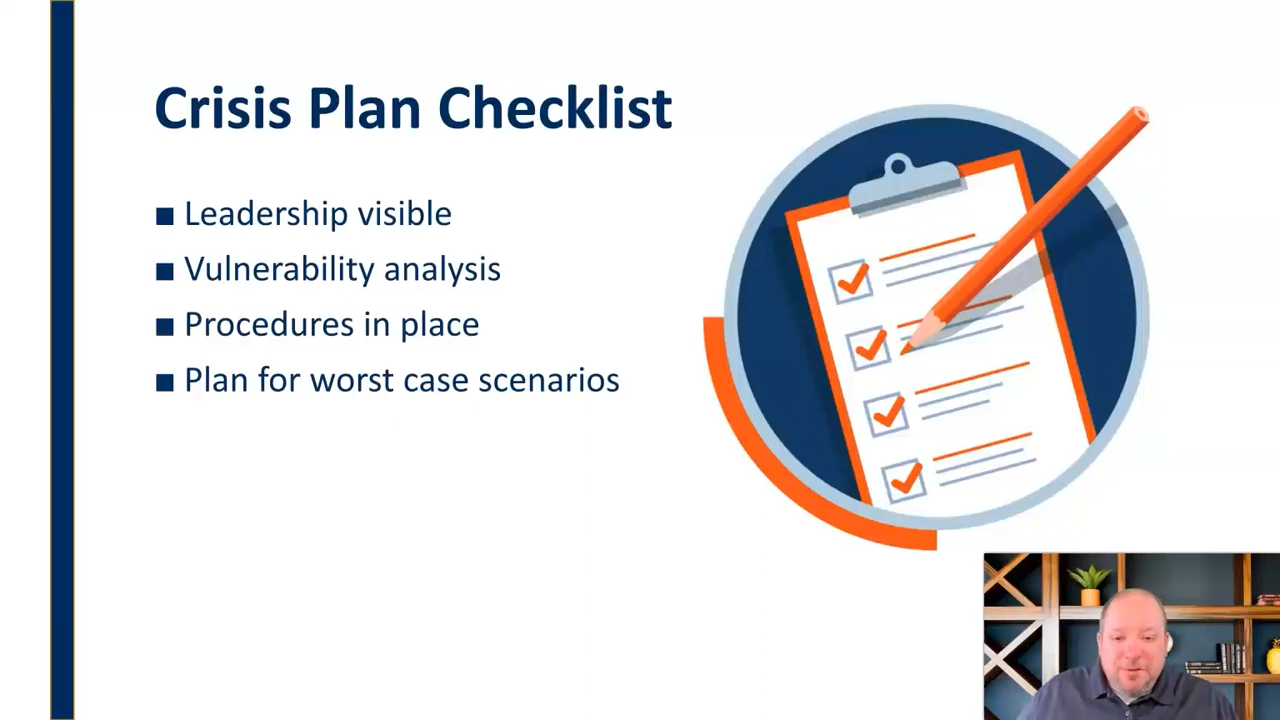 Crisis Plan Checklist
■ Leadership visible
■ Vulnerability analysis
■ Procedures in place
■ Plan for worst case scenarios